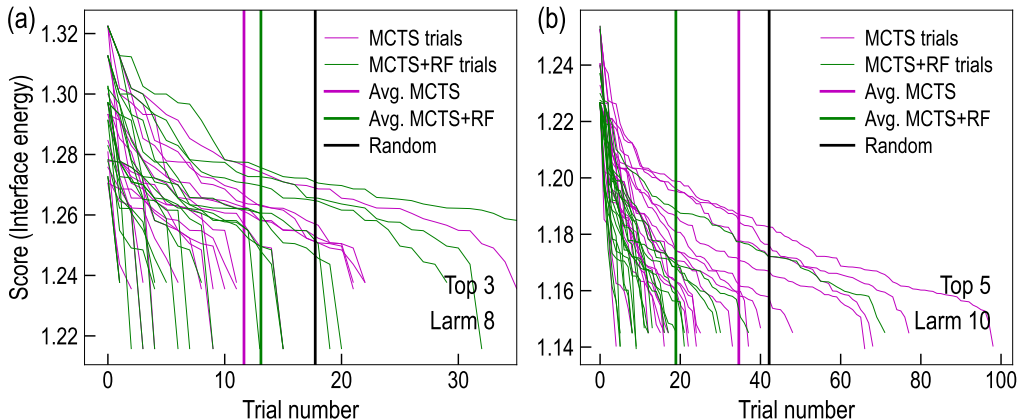 (a)
Score (Interface energy)
1.32
1.30
1.28
1.26
1.24
1.22
MCTS trials
MCTS+RF trials
Avg. MCTS
Avg. MCTS+RF
Random
Top 3
Larm 8
0 10 20 30
Trial number
(b)
1.24
1.22
1.20
1.18
1.16
1.14
MCTS trials
MCTS+RF trials
Avg. MCTS
Avg. MCTS+RF
Random
Top 5
Larm 10
0 20 40 60 80 100
Trial number